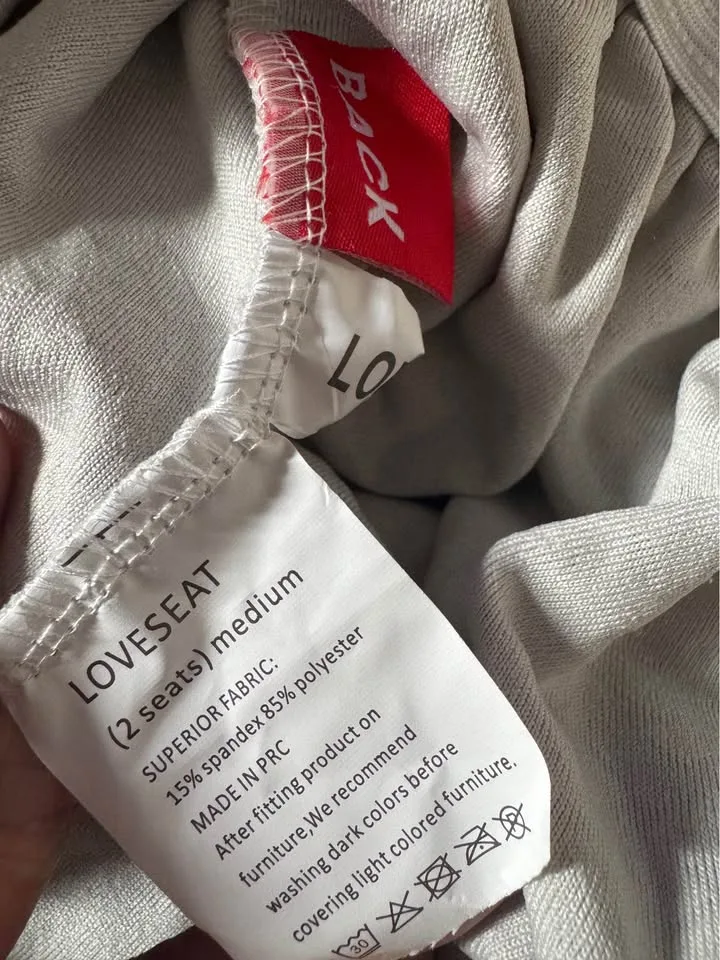 BACK
LO
LOVESEAT
(2 seats) medium
SUPERIOR FABRIC:
15% spandex 85% polyester
MADE IN PRC
After fitting product on
furniture,We recommend
washing dark colors before
covering light colored furniture.
30
P